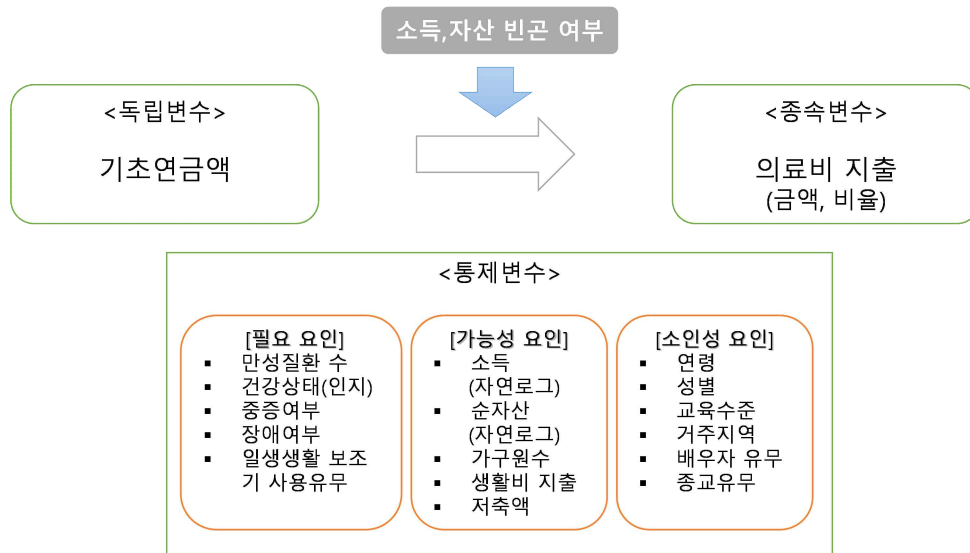 소득,자산 빈곤 여부
<독립변수>
기초연금액
<종속변수>
의료비 지출
(금액, 비율)
<통제변수>
[필요 요인]
▪ 만성질환 수
▪ 건강상태(인지)
▪ 중증여부
▪ 장애여부
▪ 일생생활 보조
기 사용유무
[가능성 요인]
▪ 소득
(자연로그)
▪ 순자산
(자연로그)
▪ 가구원수
▪ 생활비 지출
▪ 저축액
[소인성 요인]
▪ 연령
▪ 성별
▪ 교육수준
▪ 거주지역
▪ 배우자 유무
▪ 종교유무